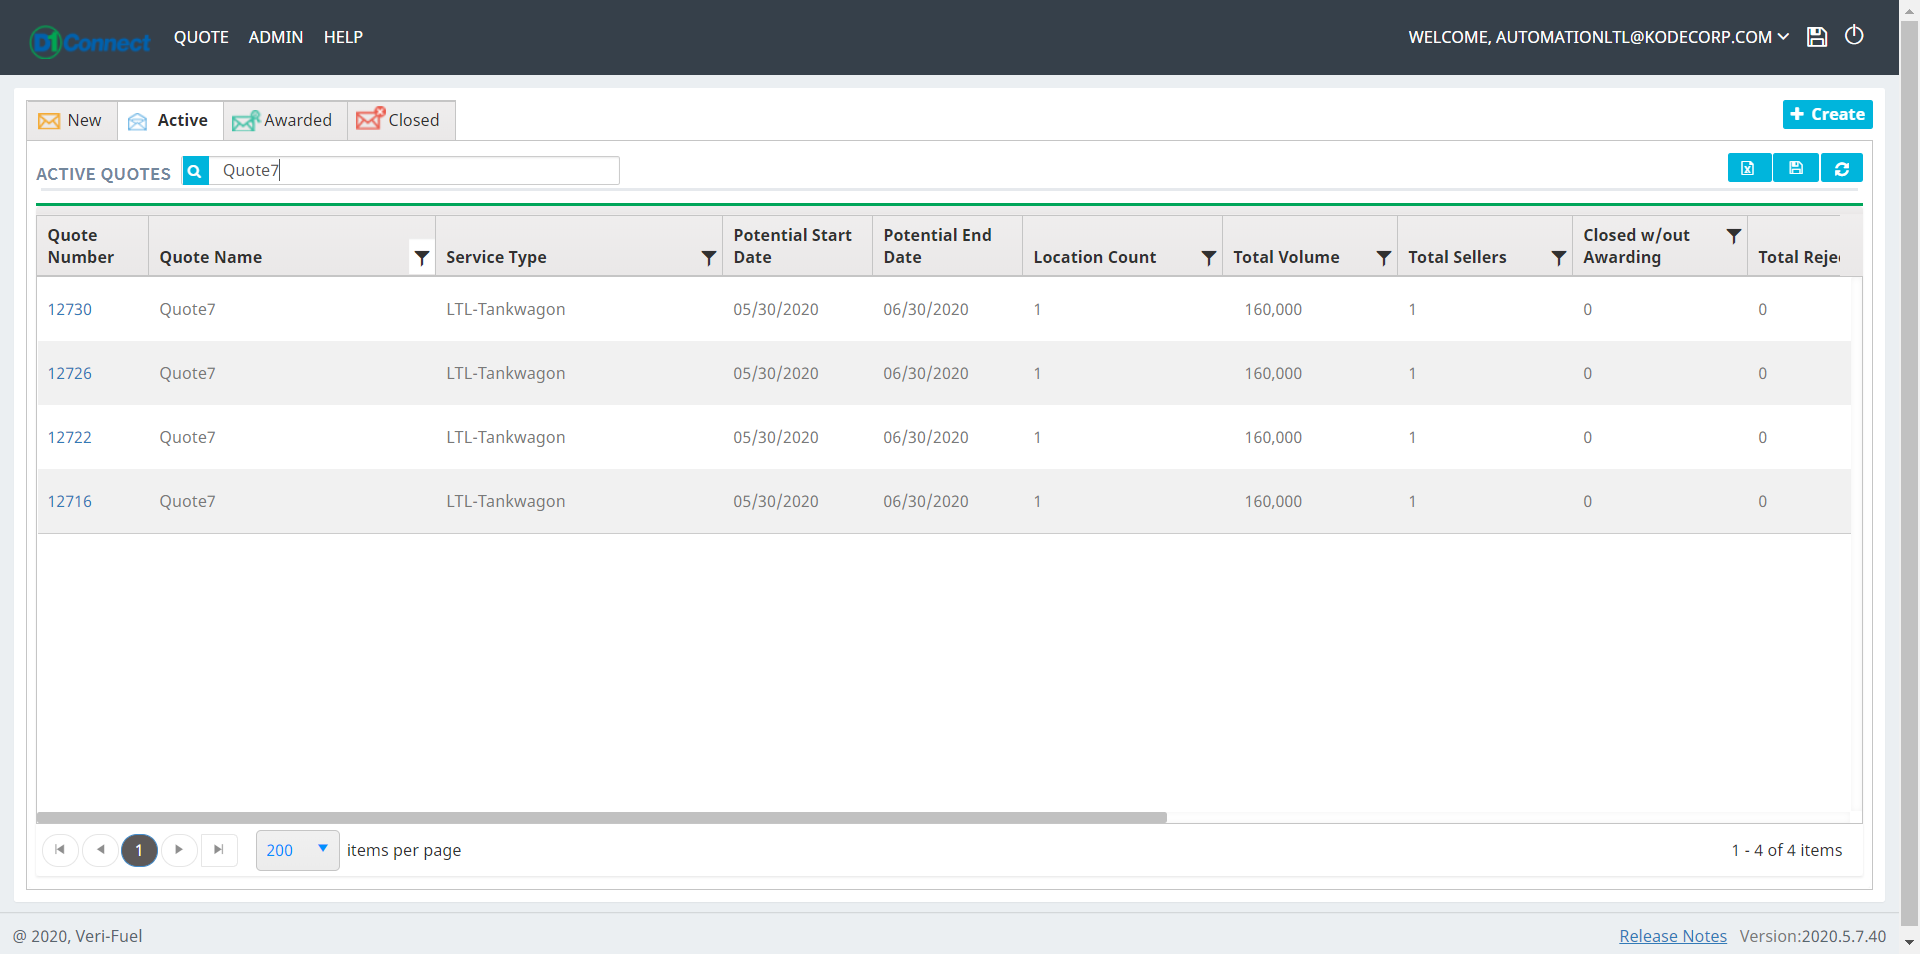 D1Connect QUOTE ADMIN HELP WELCOME, AUTOMATIONLTL@KODECORP.COM
New Active Awarded Closed + Create
ACTIVE QUOTES Quote7
Quote Number Quote Name Service Type Potential Start Date Potential End Date Location Count Total Volume Total Sellers Closed w/out Awarding Total Reje
12730 Quote7 LTL-Tankwagon 05/30/2020 06/30/2020 1 160,000 1 0 0
12726 Quote7 LTL-Tankwagon 05/30/2020 06/30/2020 1 160,000 1 0 0
12722 Quote7 LTL-Tankwagon 05/30/2020 06/30/2020 1 160,000 1 0 0
12716 Quote7 LTL-Tankwagon 05/30/2020 06/30/2020 1 160,000 1 0 0
1 200 items per page 1 - 4 of 4 items
@ 2020, Veri-Fuel Release Notes Version:2020.5.7.40